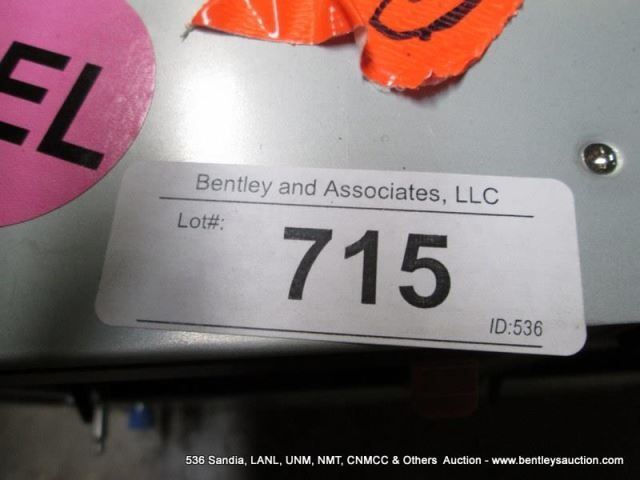 EL
Bentley and Associates, LLC
Lot#:
715
ID:536
536 Sandia, LANL, UNM, NMT, CNMCC & Others Auction - www.bentleysauction.com